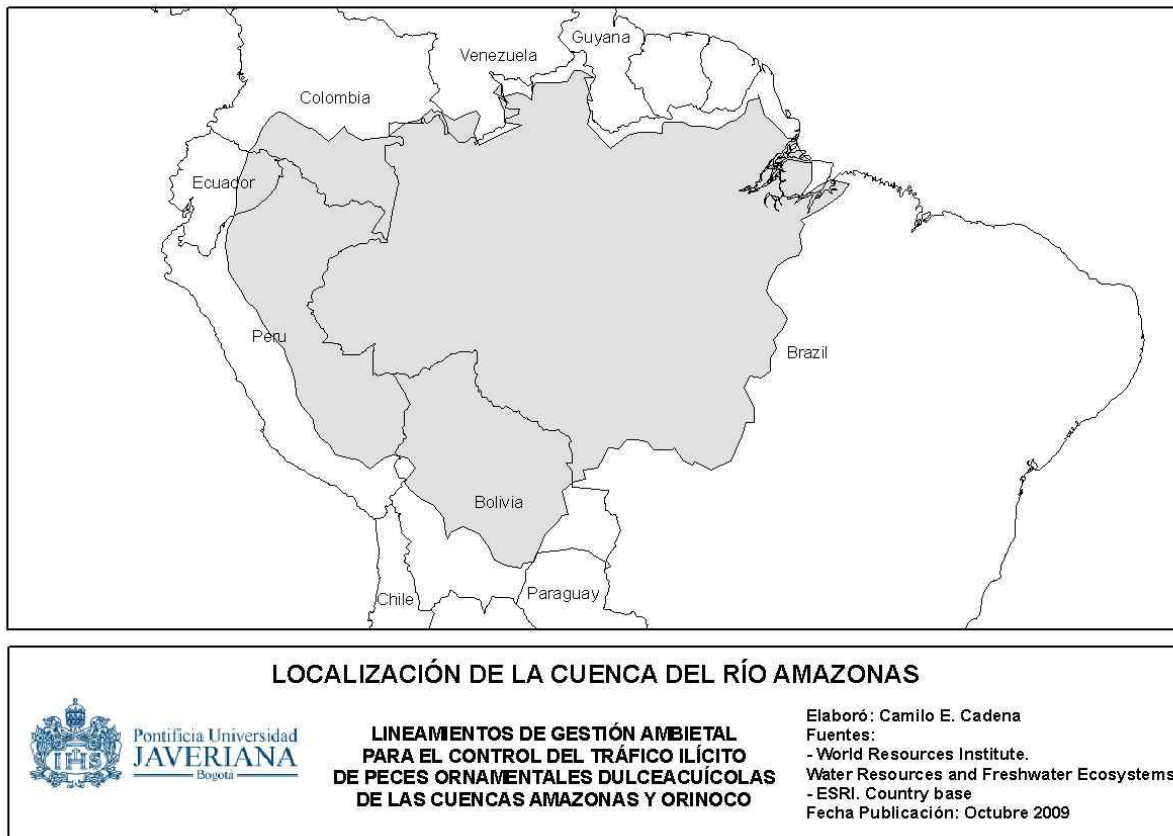 Guyana
Venezuela
Colombia
Ecuador
Peru
Brazil
Bolivia
Chile
Paraguay
LOCALIZACIÓN DE LA CUENCA DEL RÍO AMAZONAS
Pontificia Universidad
JAVERIANA
Bogotá
IHS
LINEAMIENTOS DE GESTIÓN AMBIETAL
PARA EL CONTROL DEL TRÁFICO ILÍCITO
DE PECES ORNAMENTALES DULCEACUÍCOLAS
DE LAS CUENCAS AMAZONAS Y ORINOCO
Elaboró: Camilo E. Cadena
Fuentes:
- World Resources Institute.
Water Resources and Freshwater Ecosystems
- ESRI. Country base
Fecha Publicación: Octubre 2009